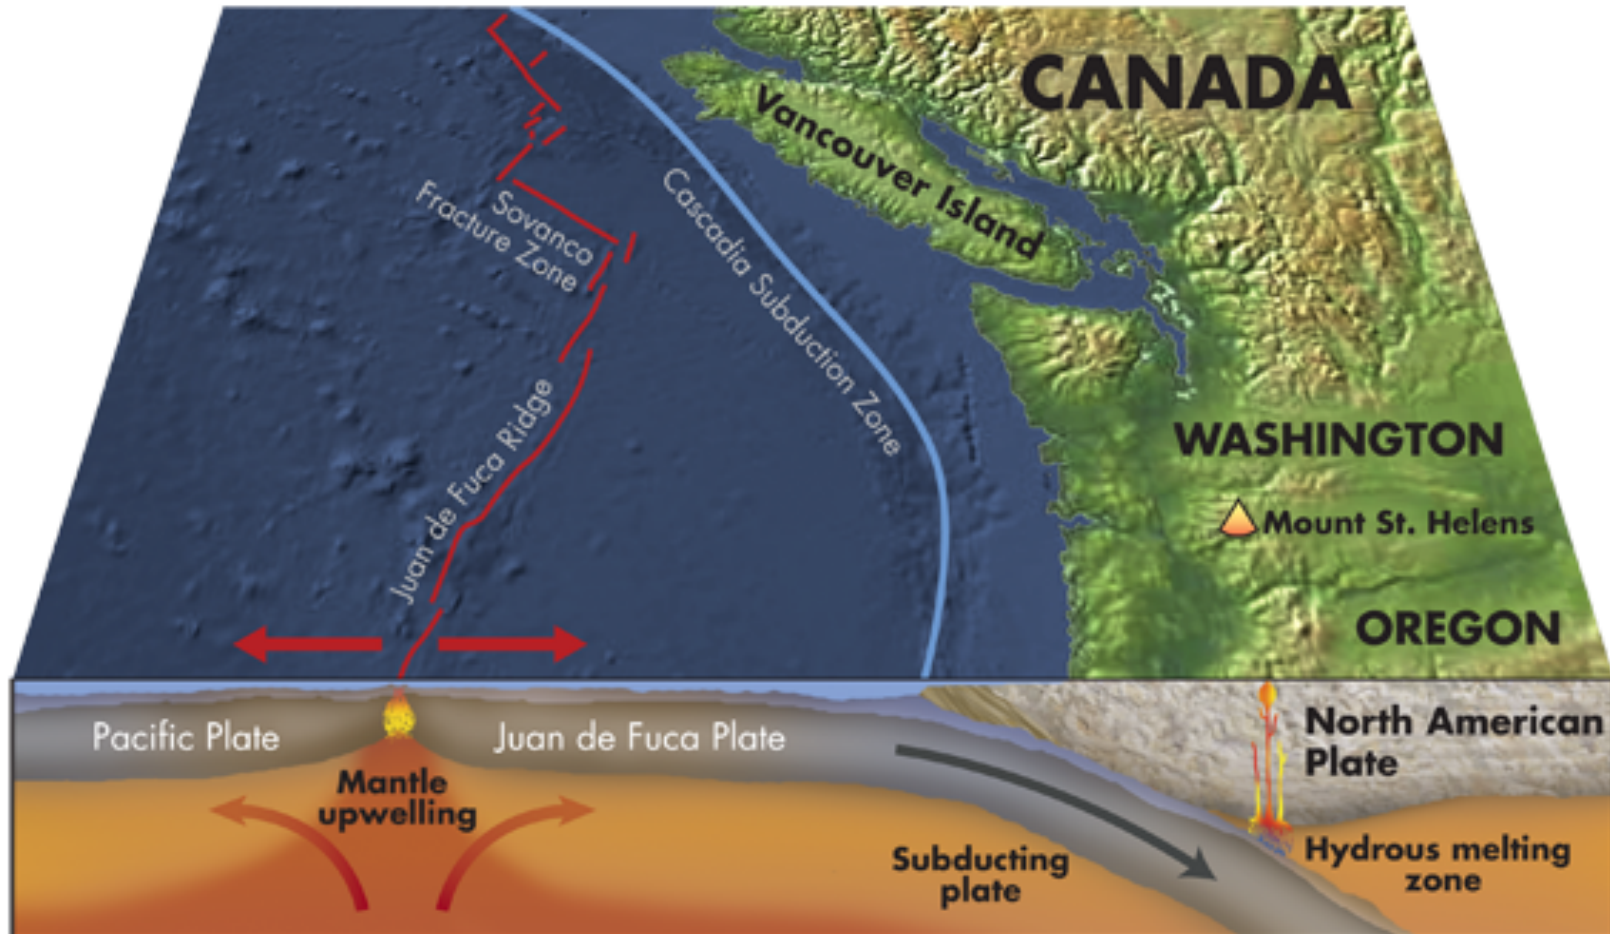 CANADA
Vancouver Island
Sovanco
Fracture Zone
Cascadia Subduction Zone
Juan de Fuca Ridge
WASHINGTON
Mount St. Helens
OREGON
Pacific Plate
Juan de Fuca Plate
North American
Plate
Mantle
upwelling
Subducting
plate
Hydrous melting
zone